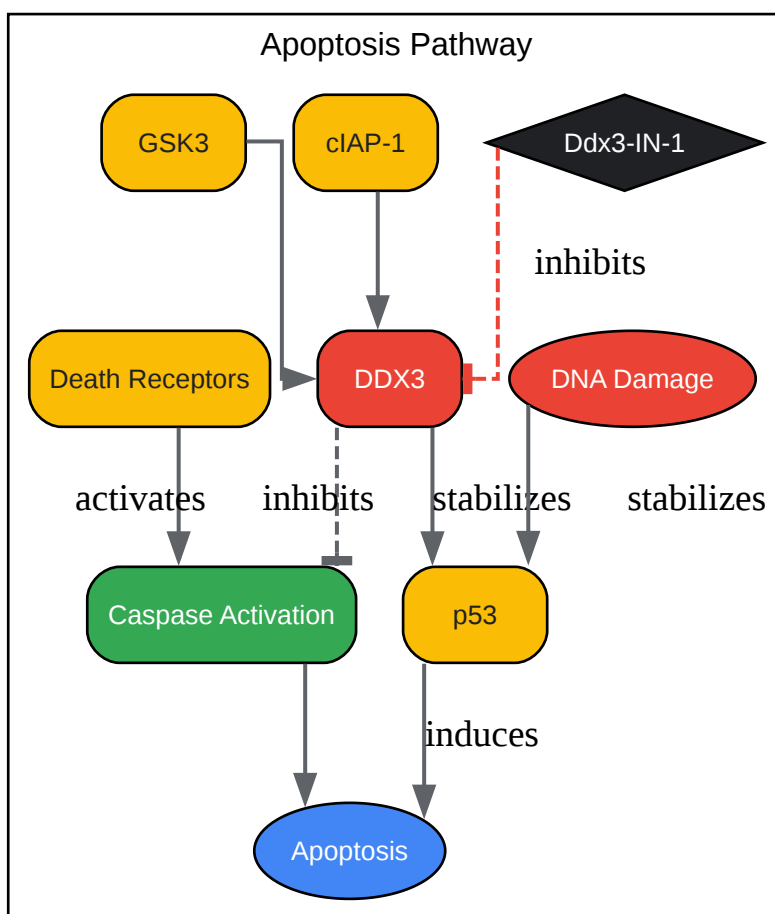 Apoptosis Pathway
GSK3
cIAP-1
Ddx3-IN-1
inhibits
Death Receptors
DDX3
DNA Damage
activates
inhibits
stabilizes
stabilizes
Caspase Activation
p53
induces
Apoptosis